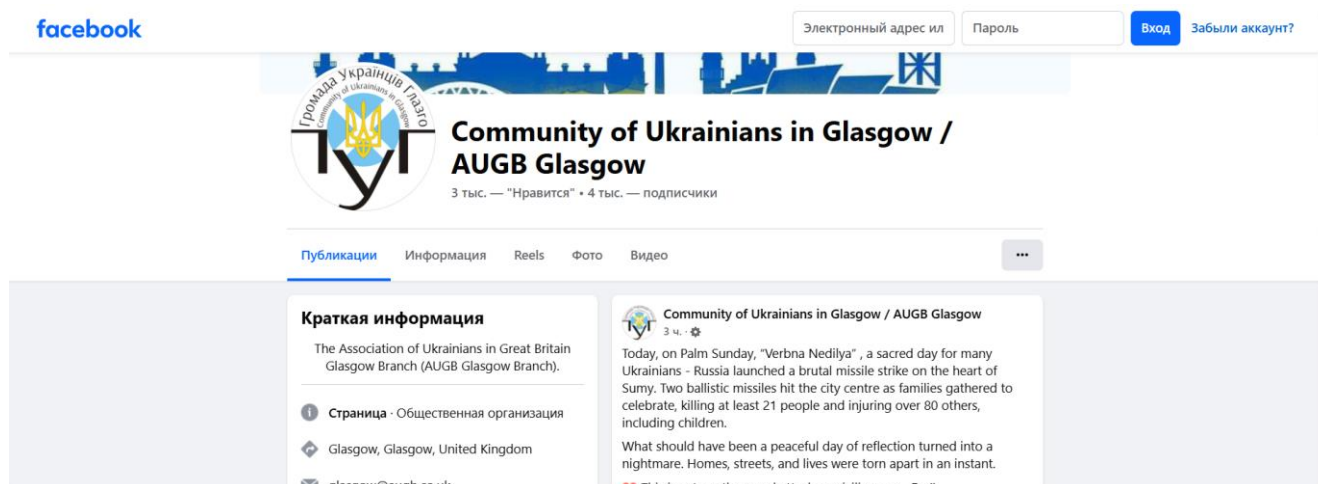 facebook
Электронный адрес ил
Пароль
Вход
Забыли аккаунт?
Громада Українців Глазго
Community of Ukrainians in Glasgow
ГУГ
Community of Ukrainians in Glasgow /
AUGB Glasgow
3 тыс. — "Нравится" • 4 тыс. — подписчики
Публикации
Информация
Reels
Фото
Видео
Краткая информация
The Association of Ukrainians in Great Britain
Glasgow Branch (AUGB Glasgow Branch).
Страница · Общественная организация
Glasgow, Glasgow, United Kingdom
Community of Ukrainians in Glasgow / AUGB Glasgow
3 ч. ·
Today, on Palm Sunday, "Verbna Nedilya" , a sacred day for many
Ukrainians - Russia launched a brutal missile strike on the heart of
Sumy. Two ballistic missiles hit the city centre as families gathered to
celebrate, killing at least 21 people and injuring over 80 others,
including children.
What should have been a peaceful day of reflection turned into a
nightmare. Homes, streets, and lives were torn apart in an instant.